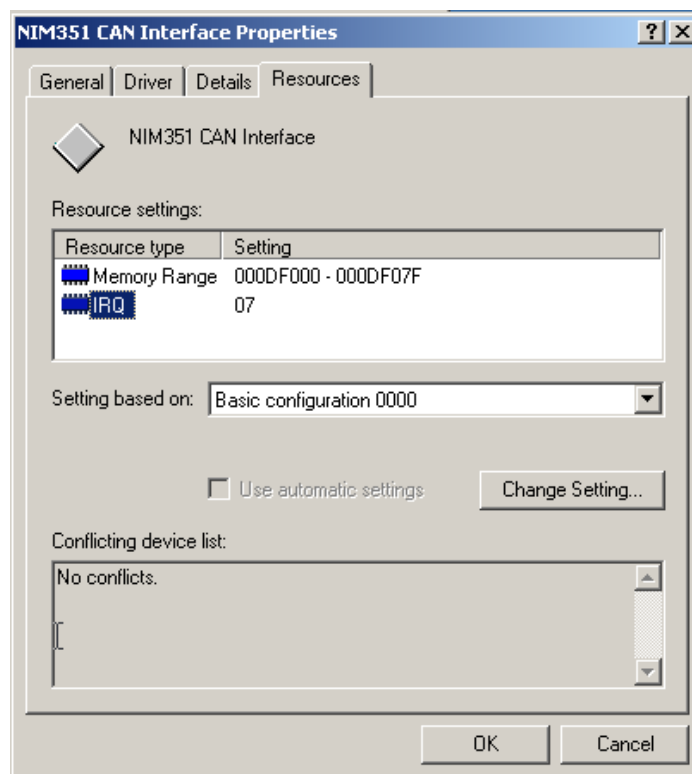 NIM351 CAN Interface Properties
General Driver Details Resources
NIM351 CAN Interface
Resource settings:
Resource type Setting
Memory Range 000DF000 - 000DF07F
IRQ 07
Setting based on: Basic configuration 0000
Use automatic settings Change Setting...
Conflicting device list:
No conflicts.
OK Cancel